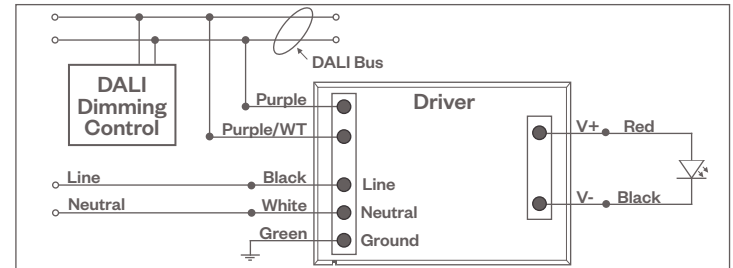 DALI Bus
DALI
Dimming
Control
Driver
Purple
Purple/WT
V+ Red
Line Black Line
Neutral White Neutral
V- Black
Green Ground